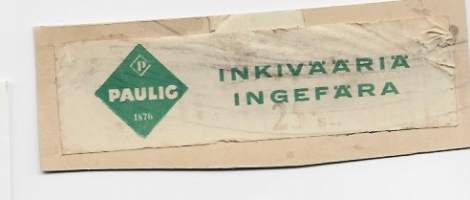 P
PAULIG
1876
INKIVÄÄRIÄ
INGEFÄRA